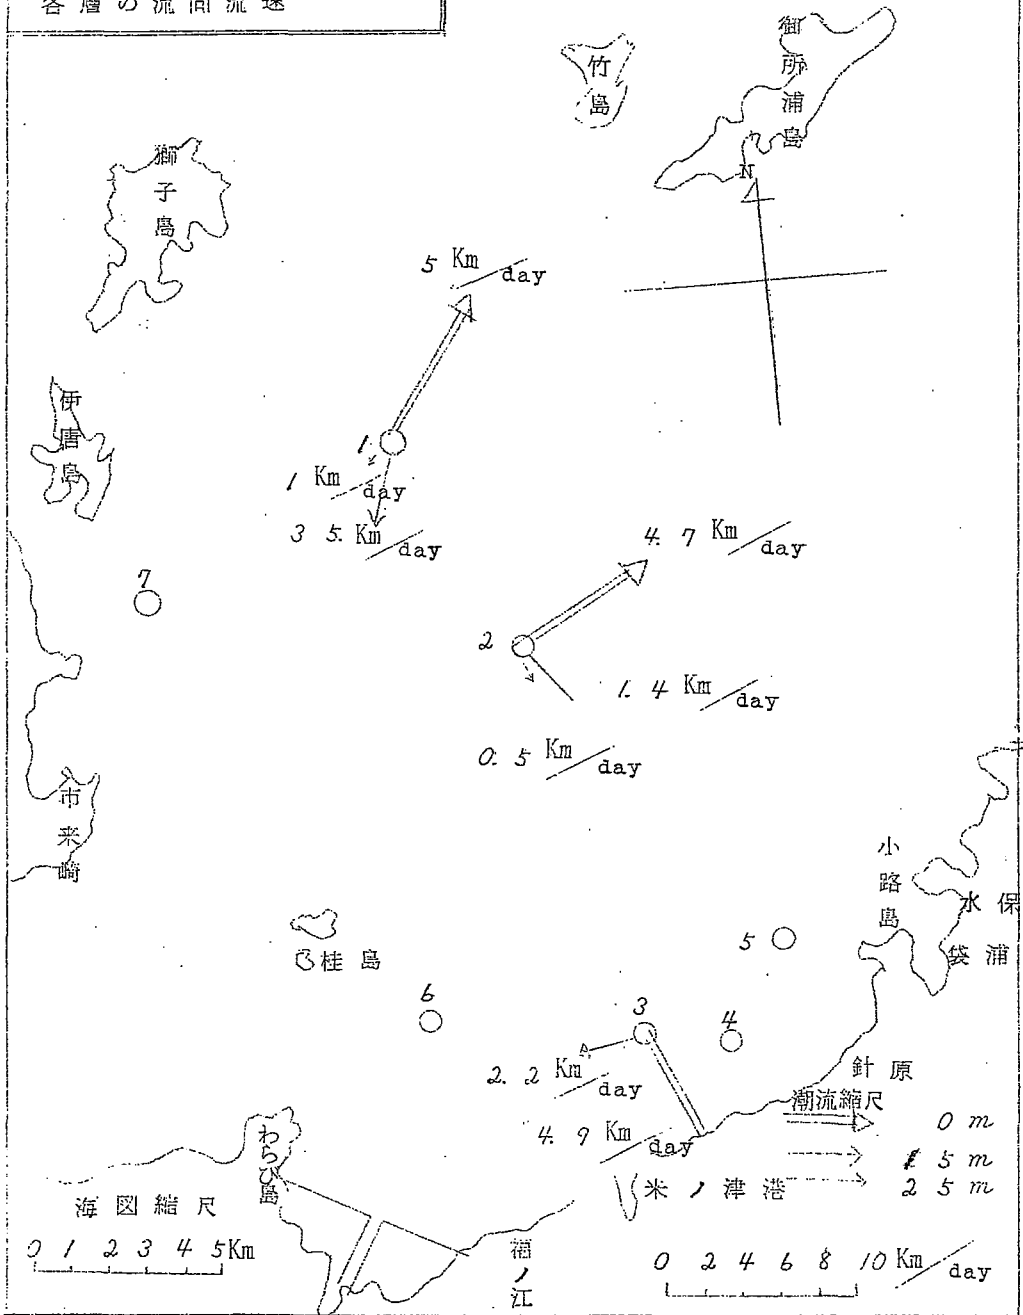 各層の流向流速
御所浦島
竹島
獅子島
N
5 Km/day
伊唐島
1
1 Km/day
3 5. Km/day
4. 7 Km/day
7
2
1. 4 Km/day
0. 5 Km/day
市来崎
小路島
水保
袋浦
5
桂島
6
3
4
2. 2 Km/day
針原
潮流縮尺
0 m
4. 9 Km/day
1 5 m
2 5 m
わらび島
米ノ津港
海図縮尺
0 1 2 3 4 5Km
福ノ江
0 2 4 6 8 10 Km/day